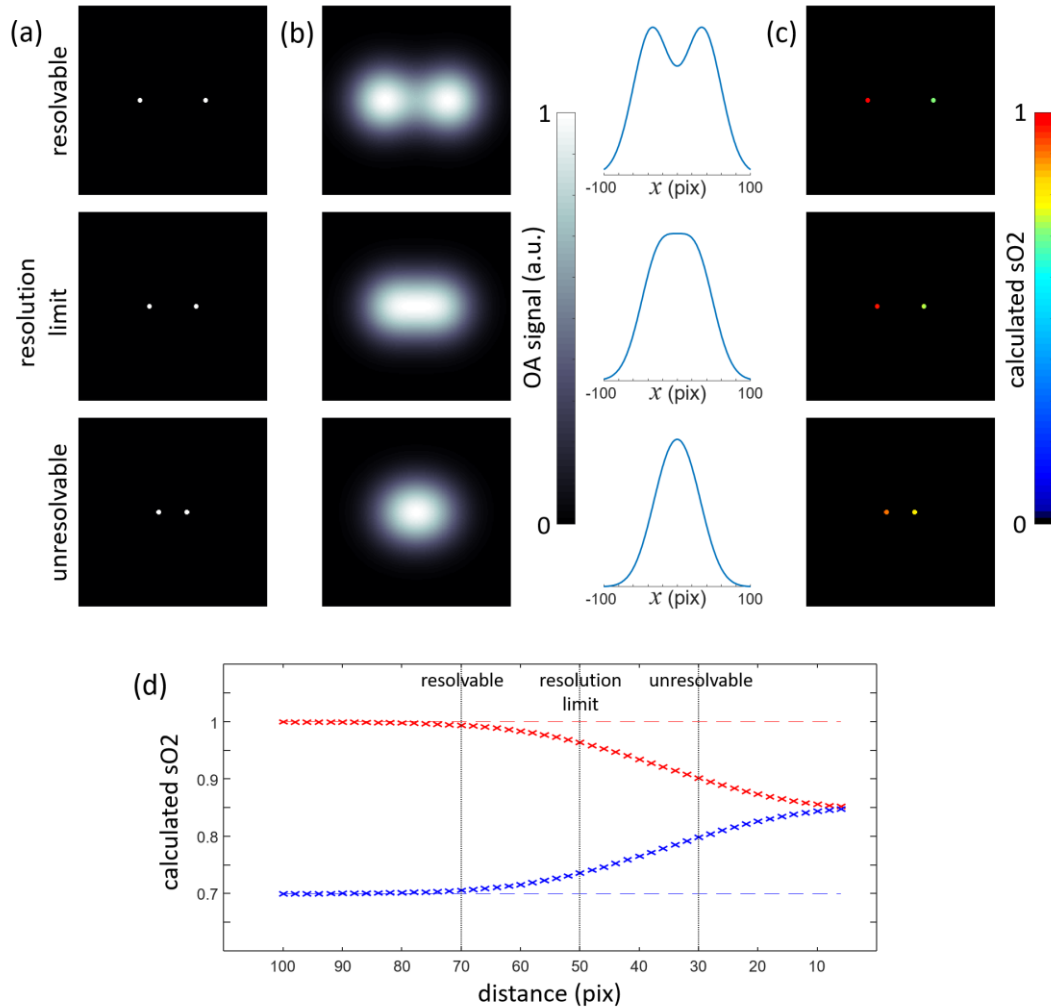 (a)
(b)
(c)
resolvable
1
OA signal (a.u.)
0
-100 x (pix) 100
1
calculated sO2
0
resolution
limit
-100 x (pix) 100
unresolvable
-100 x (pix) 100
(d)
resolvable
resolution
limit
unresolvable
calculated sO2
1
0.9
0.8
0.7
100 90 80 70 60 50 40 30 20 10
distance (pix)